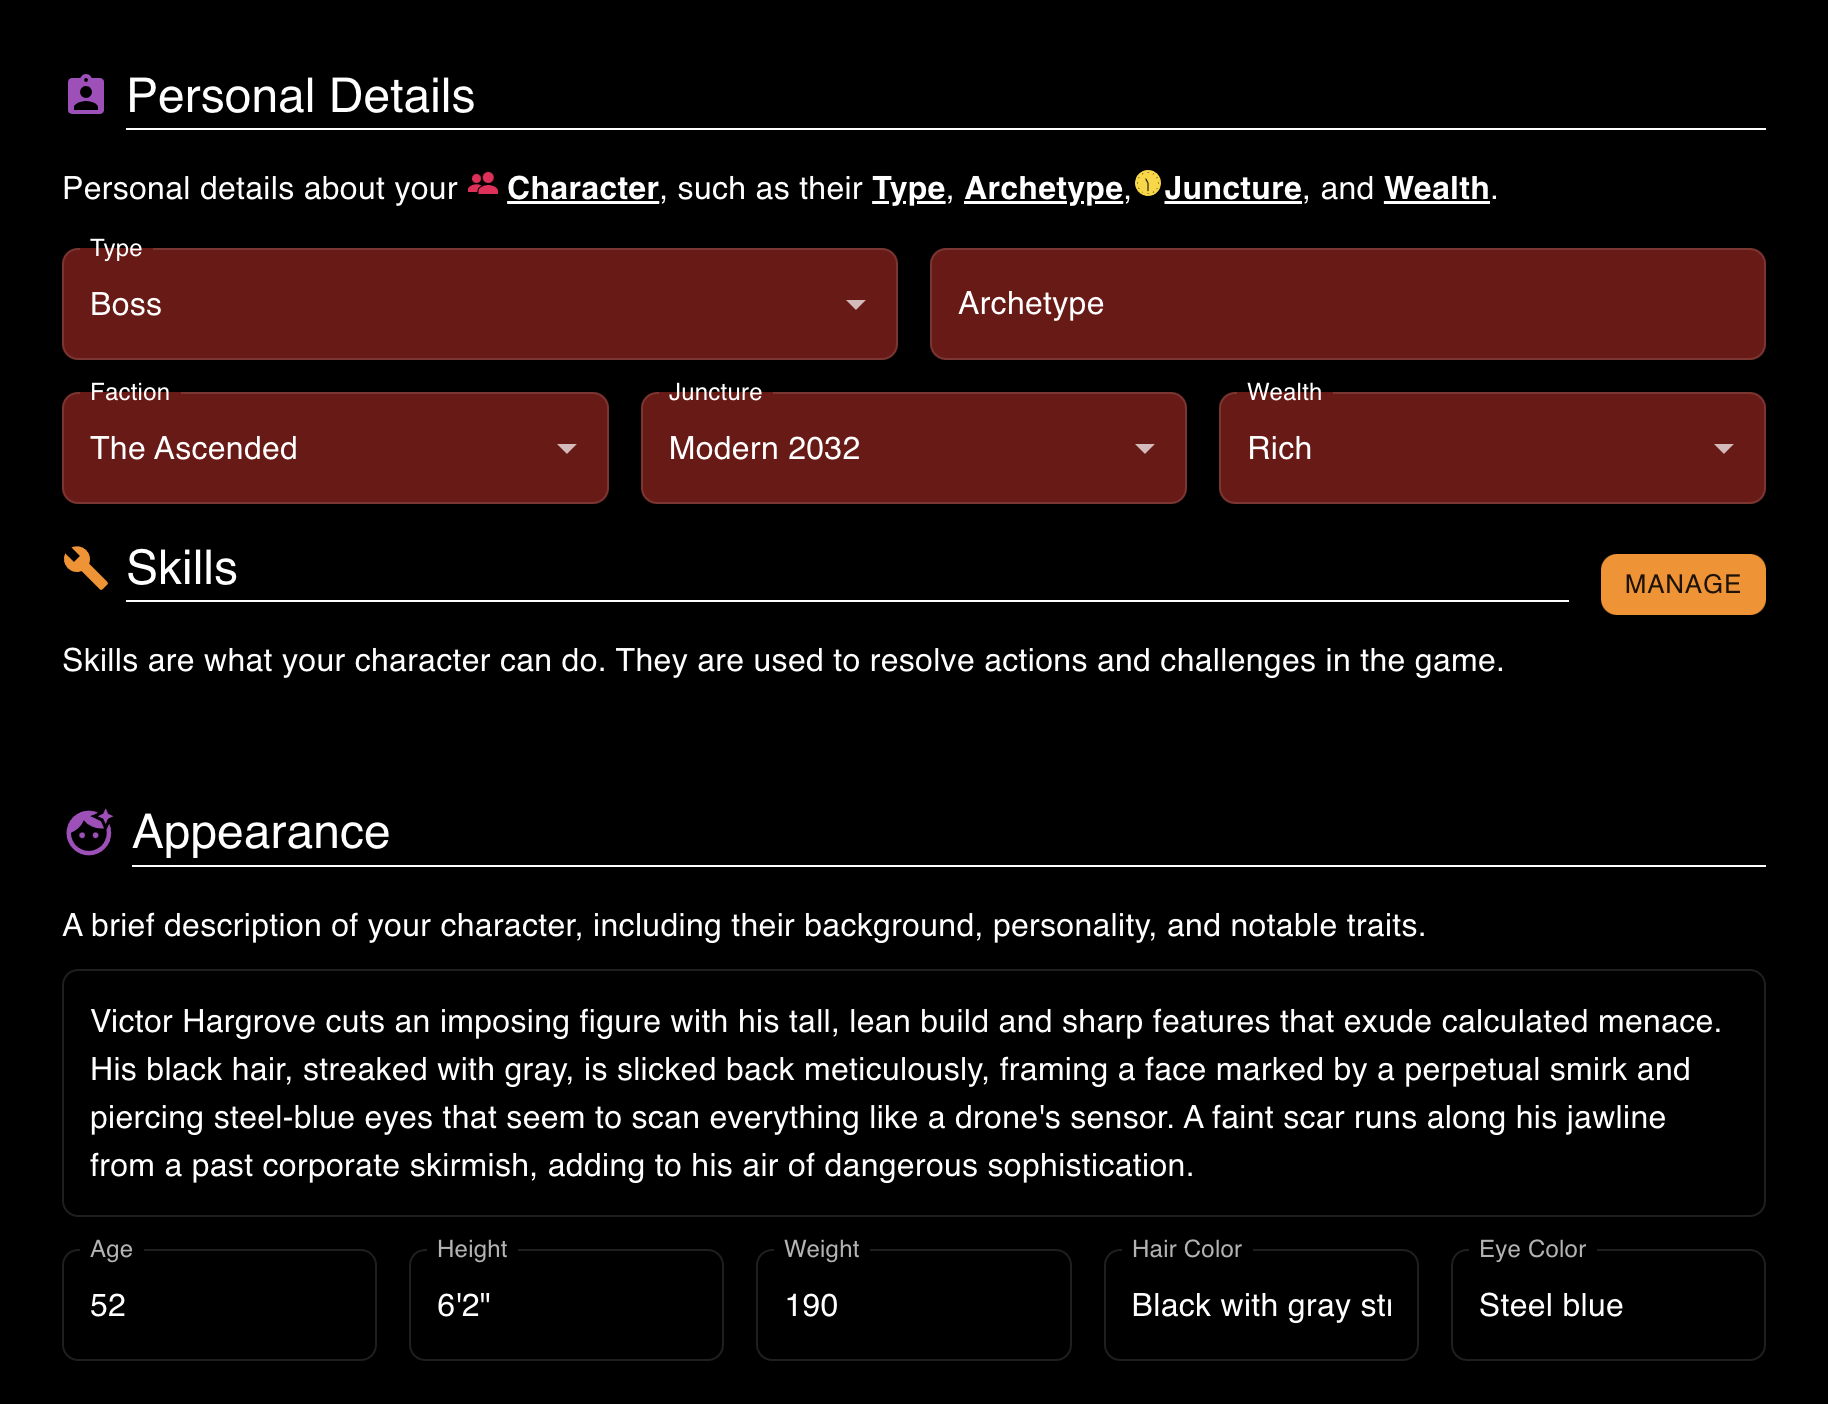 Personal Details
Personal details about your Character, such as their Type, Archetype, Juncture, and Wealth.
Type
Boss
Archetype
Faction
The Ascended
Juncture
Modern 2032
Wealth
Rich
Skills
MANAGE
Skills are what your character can do. They are used to resolve actions and challenges in the game.
Appearance
A brief description of your character, including their background, personality, and notable traits.
Victor Hargrove cuts an imposing figure with his tall, lean build and sharp features that exude calculated menace.
His black hair, streaked with gray, is slicked back meticulously, framing a face marked by a perpetual smirk and
piercing steel-blue eyes that seem to scan everything like a drone's sensor. A faint scar runs along his jawline
from a past corporate skirmish, adding to his air of dangerous sophistication.
Age
52
Height
6'2"
Weight
190
Hair Color
Black with gray
Eye Color
Steel blue